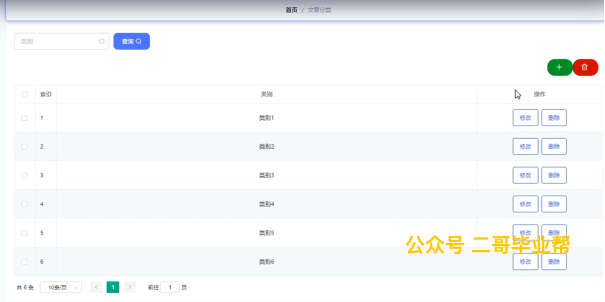 首页 / 文章分类
类别
查询
索引 类别 操作
1 类别1 修改 删除
2 类别2 修改 删除
3 类别3 修改 删除
4 类别4 修改 删除
5 类别5 修改 删除
公众号 二哥毕业帮
6 类别6 修改 删除
共 6 条 10条/页 1 前往 1 页